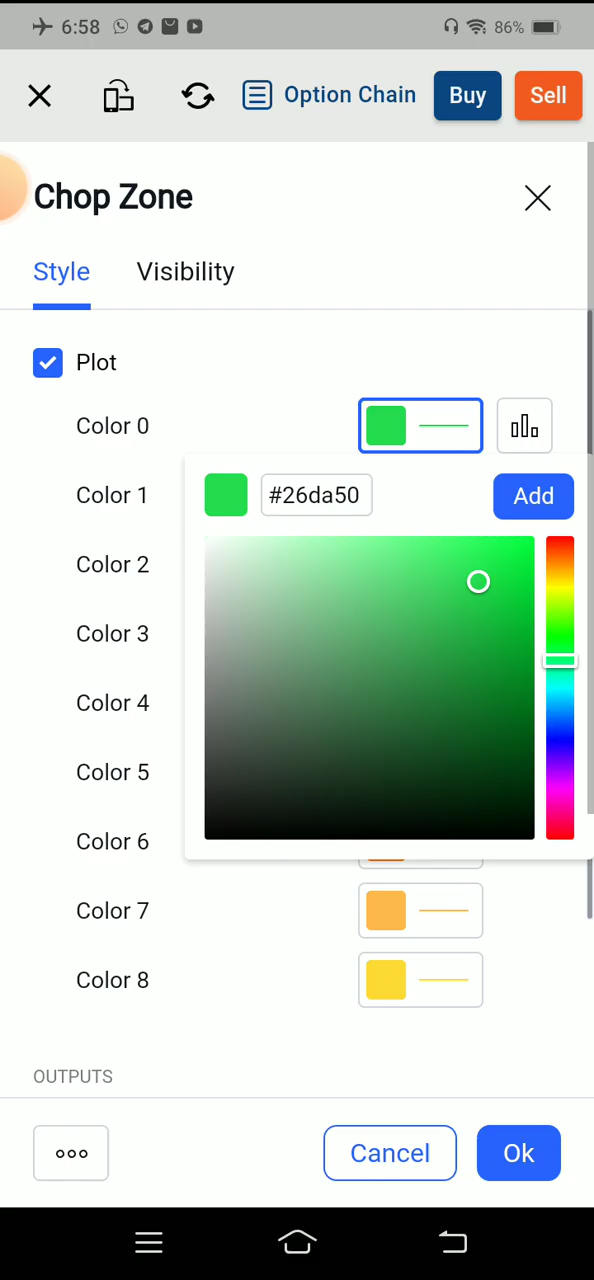 6:58
86%
Option Chain
Buy
Sell
Chop Zone
Style
Visibility
Plot
Color 0
Color 1
#26da50
Add
Color 2
Color 3
Color 4
Color 5
Color 6
Color 7
Color 8
OUTPUTS
Cancel
Ok